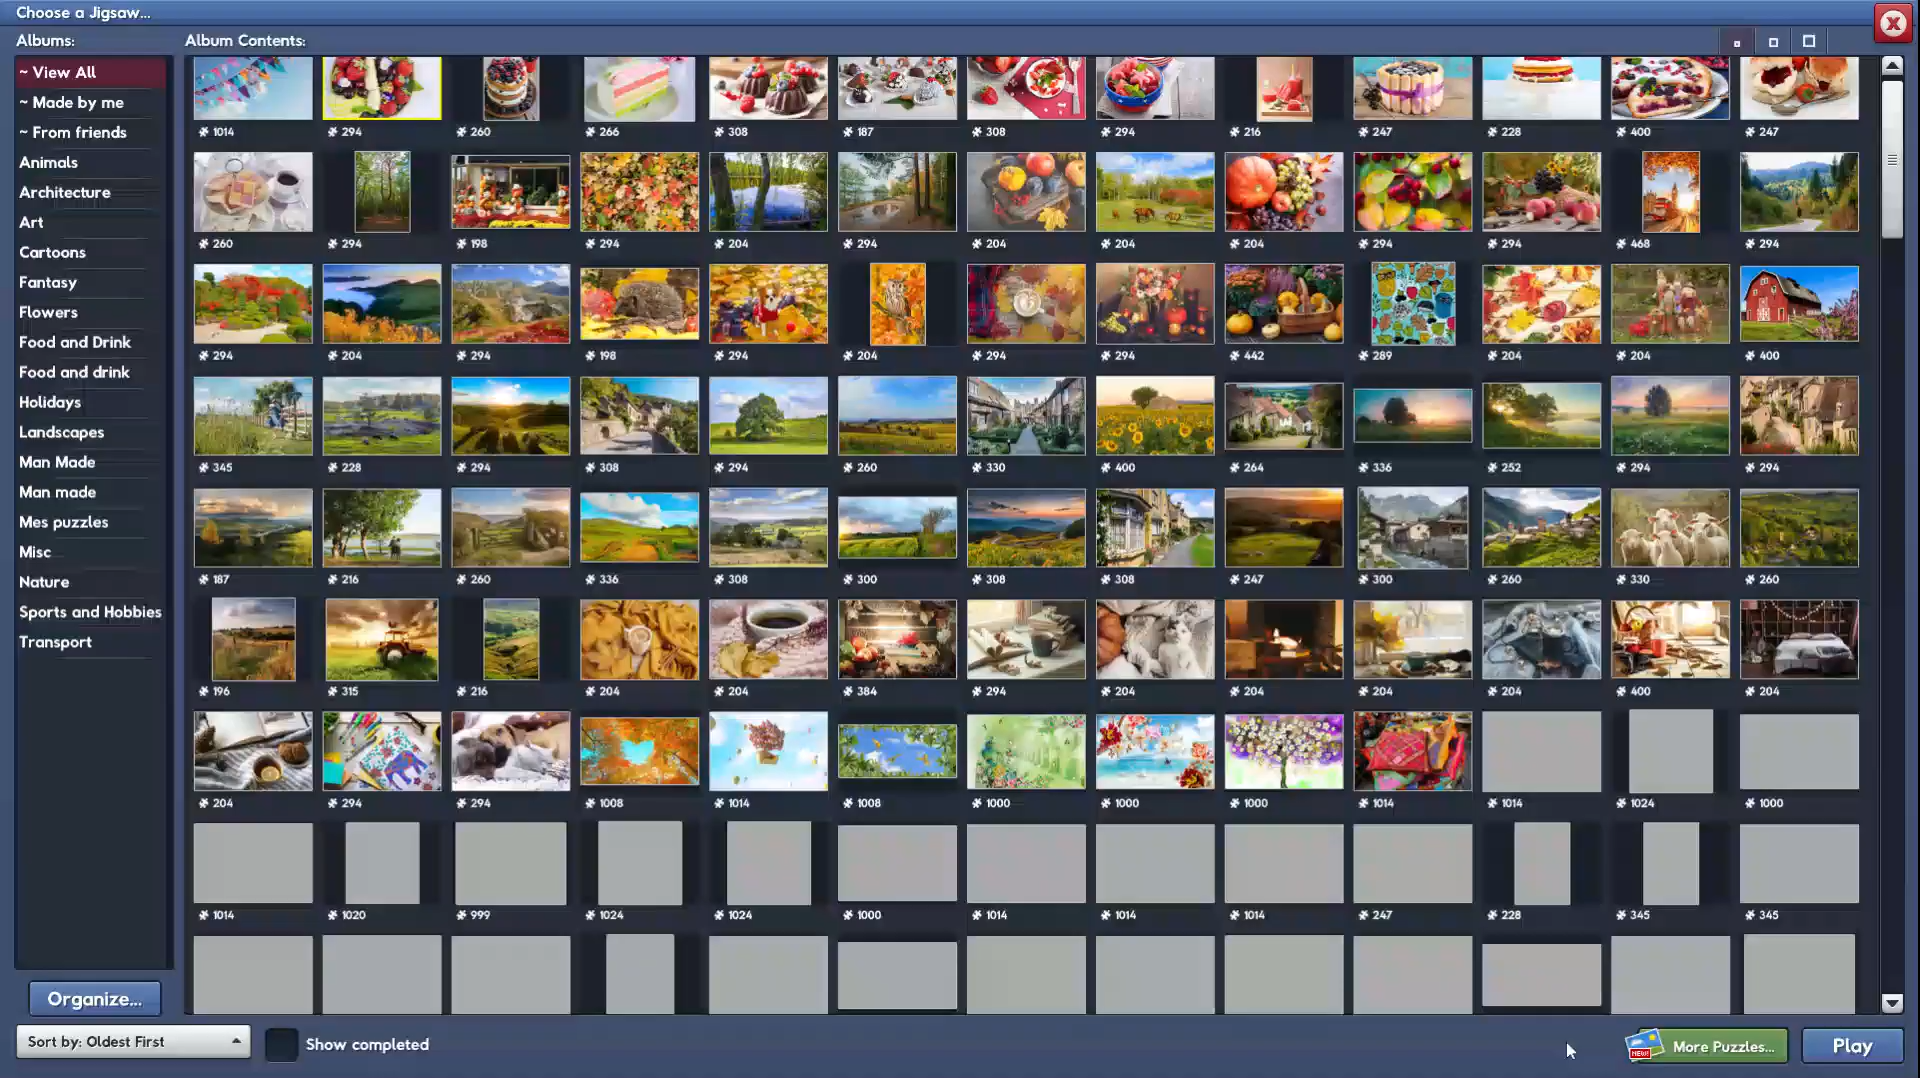 Choose a Jigsaw...
Albums:
Album Contents:
~ View All
~ Made by me
~ From friends
Animals
Architecture
Art
Cartoons
Fantasy
Flowers
Food and Drink
Food and drink
Holidays
Landscapes
Man Made
Man made
Mes puzzles
Misc
Nature
Sports and Hobbies
Transport
1014 294 260 266 308 187 308 294 216 247 228 400 247
260 294 198 294 204 294 204 204 204 294 294 468 294
294 204 294 198 294 204 294 294 442 289 204 204 400
345 228 294 308 294 260 330 400 264 336 252 294 294
187 216 260 336 308 300 308 308 247 300 260 330 260
196 315 216 204 204 384 294 204 204 204 204 400 204
204 294 294 1008 1014 1008 1000 1000 1000 1014 1014 1024 1000
1014 1020 999 1024 1024 1000 1014 1014 1014 247 228 345 345
Organize...
Sort by: Oldest First
Show completed
NEW!
More Puzzles...
Play